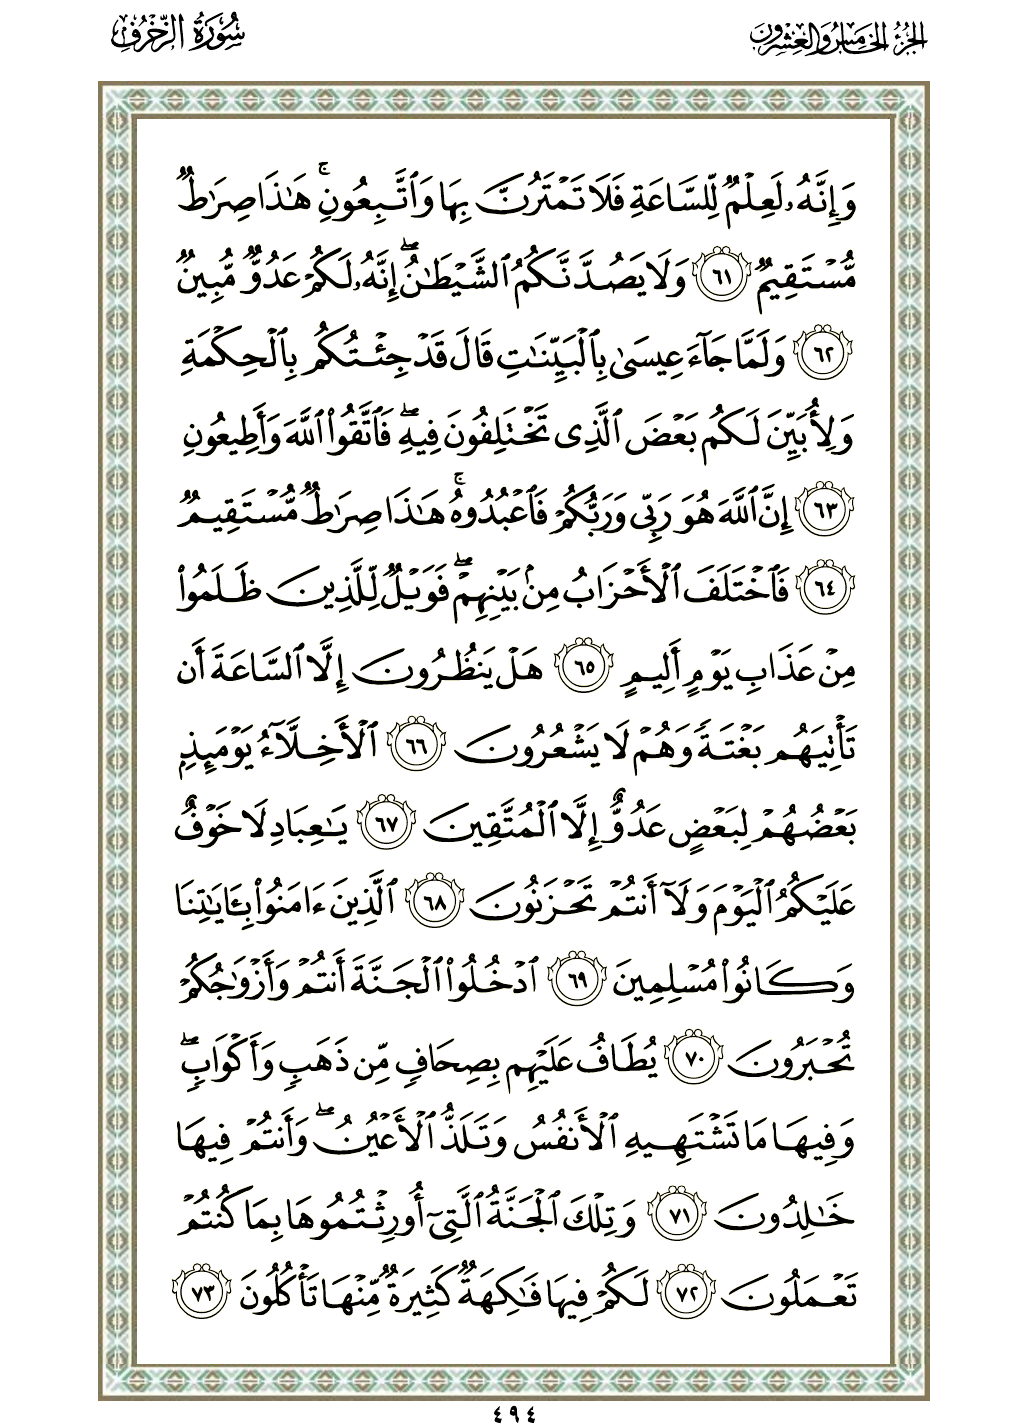 الجزء الخامس والعشرون
سورة الزخرف
وَإِنَّهُۥ لَعِلْمٌ لِّلسَّاعَةِ فَلَا تَمْتَرُنَّ بِهَا وَٱتَّبِعُونِ ۚ هَـٰذَا صِرَٰطٌ
مُّسْتَقِيمٌ ٦١ وَلَا يَصُدَّنَّكُمُ ٱلشَّيْطَـٰنُ ۖ إِنَّهُۥ لَكُمْ عَدُوٌّ مُّبِينٌ
٦٢ وَلَمَّا جَآءَ عِيسَىٰ بِٱلْبَيِّنَـٰتِ قَالَ قَدْ جِئْتُكُم بِٱلْحِكْمَةِ
وَلِأُبَيِّنَ لَكُم بَعْضَ ٱلَّذِى تَخْتَلِفُونَ فِيهِ ۖ فَٱتَّقُوا۟ ٱللَّهَ وَأَطِيعُونِ
٦٣ إِنَّ ٱللَّهَ هُوَ رَبِّى وَرَبُّكُمْ فَٱعْبُدُوهُ ۚ هَـٰذَا صِرَٰطٌ مُّسْتَقِيمٌ
٦٤ فَٱخْتَلَفَ ٱلْأَحْزَابُ مِنۢ بَيْنِهِمْ ۖ فَوَيْلٌ لِّلَّذِينَ ظَلَمُوا۟
مِنْ عَذَابِ يَوْمٍ أَلِيمٍ ٦٥ هَلْ يَنظُرُونَ إِلَّا ٱلسَّاعَةَ أَن
تَأْتِيَهُم بَغْتَةً وَهُمْ لَا يَشْعُرُونَ ٦٦ ٱلْأَخِلَّآءُ يَوْمَئِذٍۭ
بَعْضُهُمْ لِبَعْضٍ عَدُوٌّ إِلَّا ٱلْمُتَّقِينَ ٦٧ يَـٰعِبَادِ لَا خَوْفٌ
عَلَيْكُمُ ٱلْيَوْمَ وَلَآ أَنتُمْ تَحْزَنُونَ ٦٨ ٱلَّذِينَ ءَامَنُوا۟ بِـَٔايَـٰتِنَا
وَكَانُوا۟ مُسْلِمِينَ ٦٩ ٱدْخُلُوا۟ ٱلْجَنَّةَ أَنتُمْ وَأَزْوَٰجُكُمْ
تُحْبَرُونَ ٧٠ يُطَافُ عَلَيْهِم بِصِحَافٍ مِّن ذَهَبٍ وَأَكْوَابٍ ۖ
وَفِيهَا مَا تَشْتَهِيهِ ٱلْأَنفُسُ وَتَلَذُّ ٱلْأَعْيُنُ ۖ وَأَنتُمْ فِيهَا
خَـٰلِدُونَ ٧١ وَتِلْكَ ٱلْجَنَّةُ ٱلَّتِىٓ أُورِثْتُمُوهَا بِمَا كُنتُمْ
تَعْمَلُونَ ٧٢ لَكُمْ فِيهَا فَـٰكِهَةٌ كَثِيرَةٌ مِّنْهَا تَأْكُلُونَ ٧٣
٤٩٤